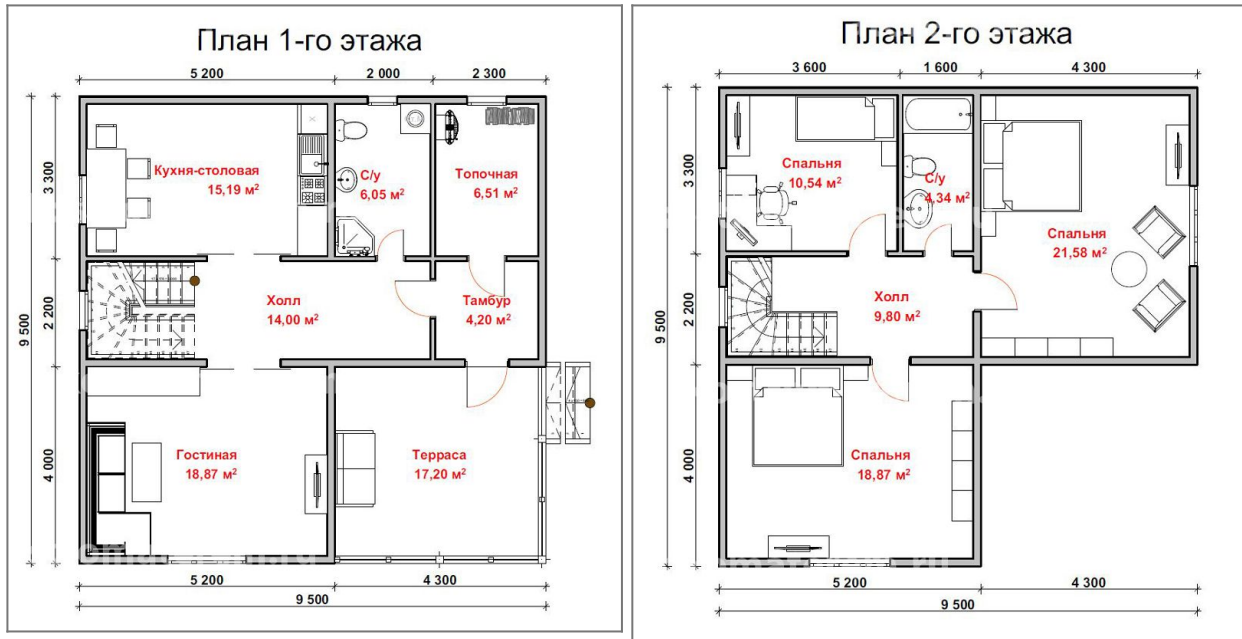 План 1-го этажа
5 200
2 000
2 300
9 500
3 300
2 200
4 000
Кухня-столовая
15,19 м²
С/у
6,05 м²
Топочная
6,51 м²
Холл
14,00 м²
Тамбур
4,20 м²
Гостиная
18,87 м²
Терраса
17,20 м²
5 200
4 300
9 500
План 2-го этажа
3 600
1 600
4 300
9 500
3 300
2 200
4 000
Спальня
10,54 м²
С/у
4,34 м²
Спальня
21,58 м²
Холл
9,80 м²
Спальня
18,87 м²
5 200
4 300
9 500